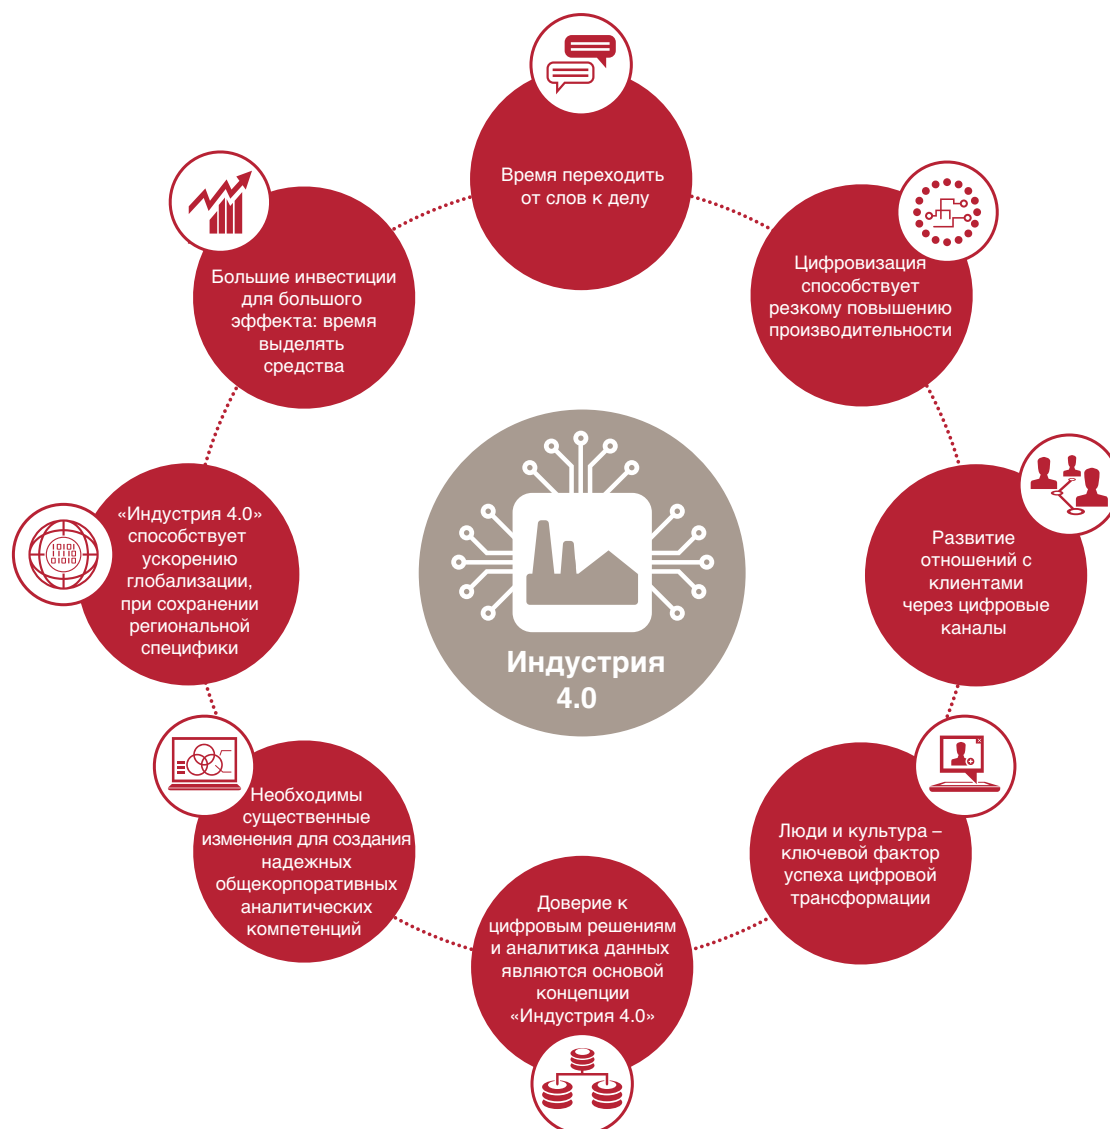 Время переходить
от слов к делу
Цифровизация
способствует
резкому повышению
производительности
Развитие
отношений с
клиентами
через цифровые
каналы
Люди и культура –
ключевой фактор
успеха цифровой
трансформации
Доверие к
цифровым решениям
и аналитика данных
являются основой
концепции
«Индустрия 4.0»
Необходимы
существенные
изменения для создания
надежных
общекорпоративных
аналитических
компетенций
«Индустрия 4.0»
способствует
ускорению
глобализации,
при сохранении
региональной
специфики
10101
11110
01010
Большие инвестиции
для большого
эффекта: время
выделять
средства
Индустрия
4.0